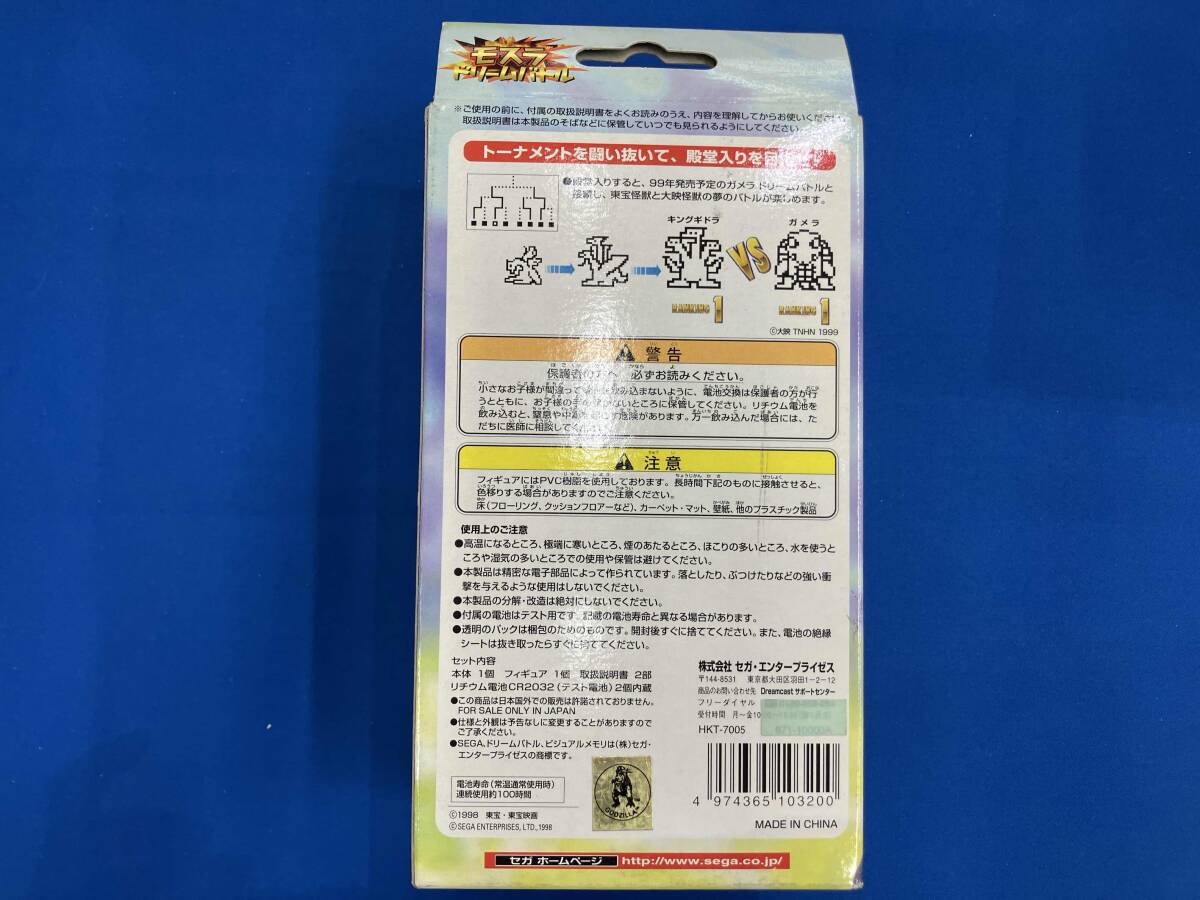 モスラ
ドリームバトル
※ご使用の前に、付属の取扱説明書をよくお読みのうえ、内容を理解してからお使いください。
取扱説明書は本製品のそばなどに保管していつでも見られるようにしてください。
トーナメントを闘い抜いて、殿堂入りを目
●殿堂入りすると、99年発売予定のガメラ ドリームバトルと
接続し、東宝怪獣と大映怪獣の夢のバトルが楽しめます。
キングギドラ
ガメラ
VS
RANKING 1
RANKING 1
©大映 TNHN 1999
警告
保護者の方へ 必ずお読みください。
小さなお子様が間違って 飲み込まないように、電池交換は保護者の方が行
うとともに、お子様の手の ないところに保管してください。リチウム電池を
飲み込むと、窒息や中 す危険があります。万一飲み込んだ場合には、た
だちに医師に相談してく
注意
フィギュアにはPVC樹脂を使用しております。長時間下記のものに接触させると、
色移りする場合がありますのでご注意ください。
床(フローリング、クッションフロアーなど)、カーペット・マット、壁紙、他のプラスチック製品
使用上のご注意
●高温になるところ、極端に寒いところ、煙のあたるところ、ほこりの多いところ、水を使うと
ころや湿気の多いところでの使用や保管は避けてください。
●本製品は精密な電子部品によって作られています。落としたり、ぶつけたりなどの強い衝
撃を与えるような使用はしないでください。
●本製品の分解・改造は絶対にしないでください。
●付属の電池はテスト用です。記載の電池寿命と異なる場合があります。
●透明のパックは梱包のためのものです。開封後すぐに捨ててください。また、電池の絶縁
シートは抜き取ったらすぐに捨ててください。
セット内容
本体 1個 フィギュア 1個 取扱説明書 2部
リチウム電池CR2032(テスト電池)2個内蔵
●この商品は日本国外での販売は許諾されておりません。
FOR SALE ONLY IN JAPAN
●仕様と外観は予告なしに変更することがありますので
ご了承ください。
●SEGA、ドリームバトル、ビジュアルメモリは(株)セガ・
エンタープライゼスの商標です。
電池寿命(常温通常使用時)
連続使用約100時間
©1998 東宝・東宝映画
©SEGA ENTERPRISES, LTD., 1998
GODZILLA
株式会社 セガ・エンタープライゼス
〒144-8531 東京都大田区羽田1-2-12
商品のお問い合わせ先 Dreamcast サポートセンター
フリーダイヤル
受付時間 月〜金10
HKT-7005
4 974365 103200
MADE IN CHINA
セガ ホームページ http://www.sega.co.jp/